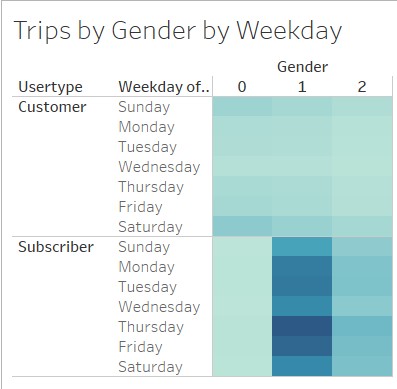 Trips by Gender by Weekday
Gender
Usertype Weekday of.. 0 1 2
Customer Sunday
Monday
Tuesday
Wednesday
Thursday
Friday
Saturday
Subscriber Sunday
Monday
Tuesday
Wednesday
Thursday
Friday
Saturday